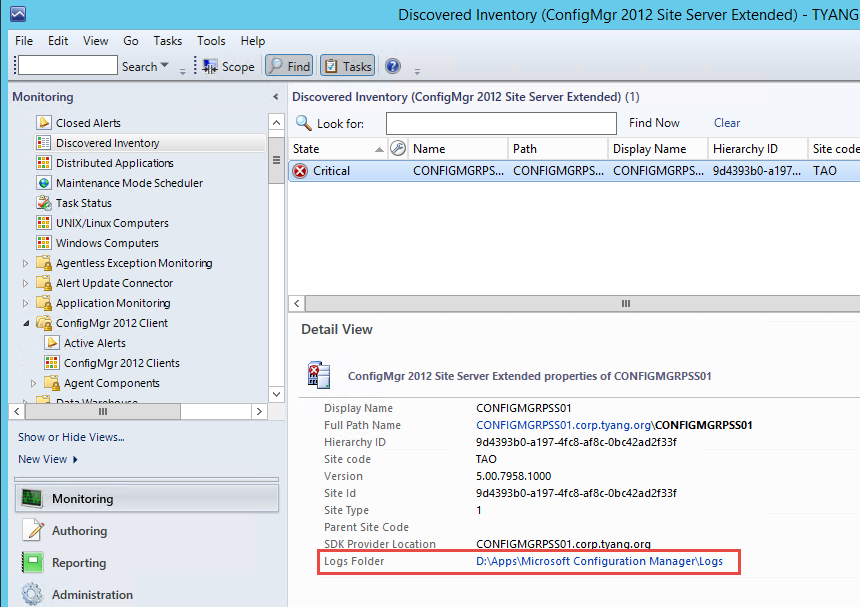 Discovered Inventory (ConfigMgr 2012 Site Server Extended) - TYANG
File Edit View Go Tasks Tools Help
Search Scope Find Tasks
Monitoring
Closed Alerts
Discovered Inventory
Distributed Applications
Maintenance Mode Scheduler
Task Status
UNIX/Linux Computers
Windows Computers
Agentless Exception Monitoring
Alert Update Connector
Application Monitoring
ConfigMgr 2012 Client
Active Alerts
ConfigMgr 2012 Clients
Agent Components
Data Warehouse
Show or Hide Views...
New View
Monitoring
Authoring
Reporting
Administration
Discovered Inventory (ConfigMgr 2012 Site Server Extended) (1)
Look for: Find Now Clear
State Name Path Display Name Hierarchy ID Site code
Critical CONFIGMGRPS... CONFIGMGRPS... CONFIGMGRPS... 9d4393b0-a197... TAO
Detail View
ConfigMgr 2012 Site Server Extended properties of CONFIGMGRPSS01
Display Name CONFIGMGRPSS01
Full Path Name CONFIGMGRPSS01.corp.tyang.org\CONFIGMGRPSS01
Hierarchy ID 9d4393b0-a197-4fc8-af8c-0bc42ad2f33f
Site code TAO
Version 5.00.7958.1000
Site Id 9d4393b0-a197-4fc8-af8c-0bc42ad2f33f
Site Type 1
Parent Site Code
SDK Provider Location CONFIGMGRPSS01.corp.tyang.org
Logs Folder D:\Apps\Microsoft Configuration Manager\Logs